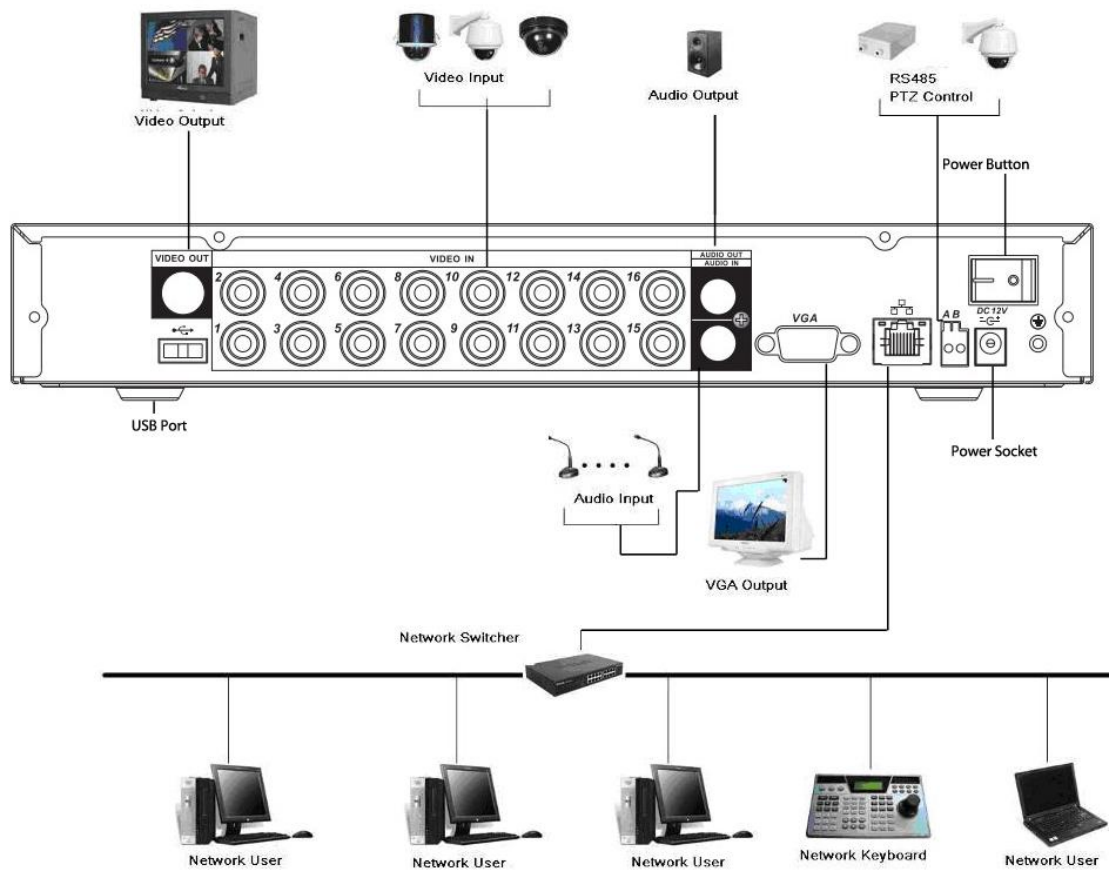 Video Output
Video Input
Audio Output
RS485
PTZ Control
Power Button
VIDEO OUT
VIDEO IN
AUDIO OUT
AUDIO IN
2 4 6 8 10 12 14 16
1 3 5 7 9 11 13 15
VGA
A B
DC 12V
USB Port
Power Socket
Audio Input
VGA Output
Network Switcher
Network User
Network User
Network User
Network Keyboard
Network User